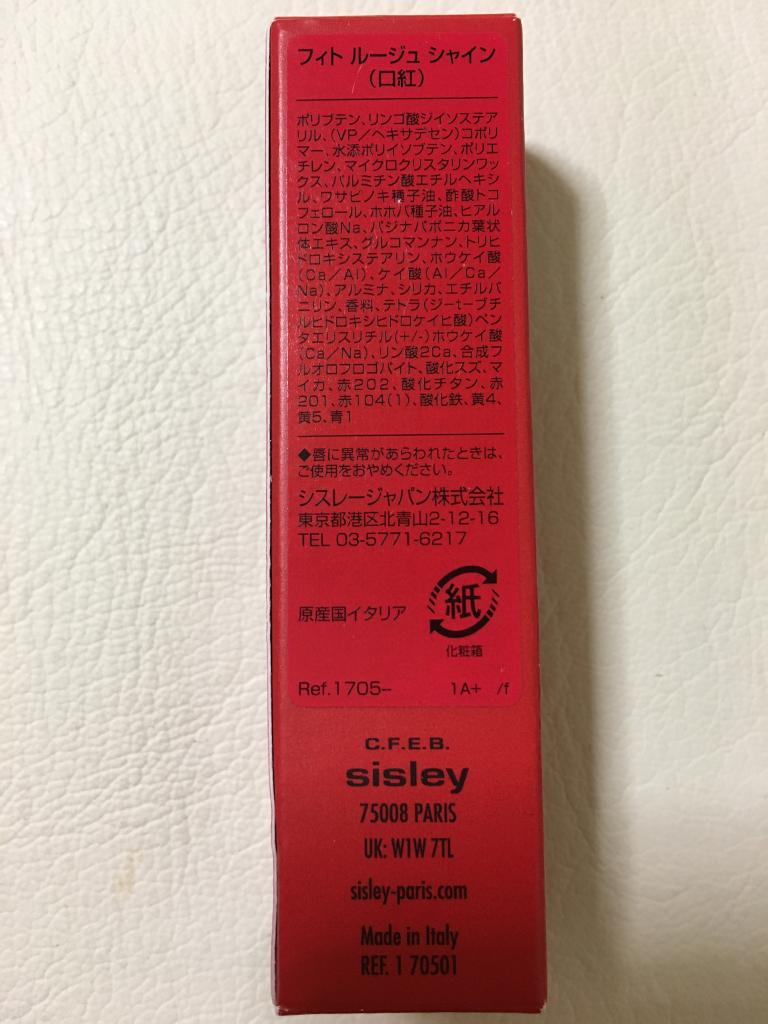 フィト ルージュ シャイン
(口紅)
ポリブテン、リンゴ酸ジイソステア
リル、(VP/ヘキサデセン)コポリ
マー、水添ポリイソブテン、ポリエ
チレン、マイクロクリスタリンワッ
クス、パルミチン酸エチルヘキシ
ル、ワサビノキ種子油、酢酸トコ
フェロール、ホホバ種子油、ヒアル
ロン酸Na、パジナパボニカ葉状
体エキス、グルコマンナン、トリヒ
ドロキシステアリン、ホウケイ酸
(Ca/Al)、ケイ酸(Al/Ca/
Na)、アルミナ、シリカ、エチルバ
ニリン、香料、テトラ(ジーtーブチ
ルヒドロキシヒドロケイヒ酸)ペン
タエリスリチル(+/-)ホウケイ酸
(Ca/Na)、リン酸2Ca、合成フ
ルオロフロゴパイト、酸化スズ、マ
イカ、赤202、酸化チタン、赤
201、赤104(1)、酸化鉄、黄4、
黄5、青1
◆唇に異常があらわれたときは、
ご使用をおやめください。
シスレージャパン株式会社
東京都港区北青山2-12-16
TEL 03-5771-6217
原産国イタリア
紙
化粧箱
Ref.1705– 1A+ /f
C.F.E.B.
sisley
75008 PARIS
UK: W1W 7TL
sisley-paris.com
Made in Italy
REF. 1 70501